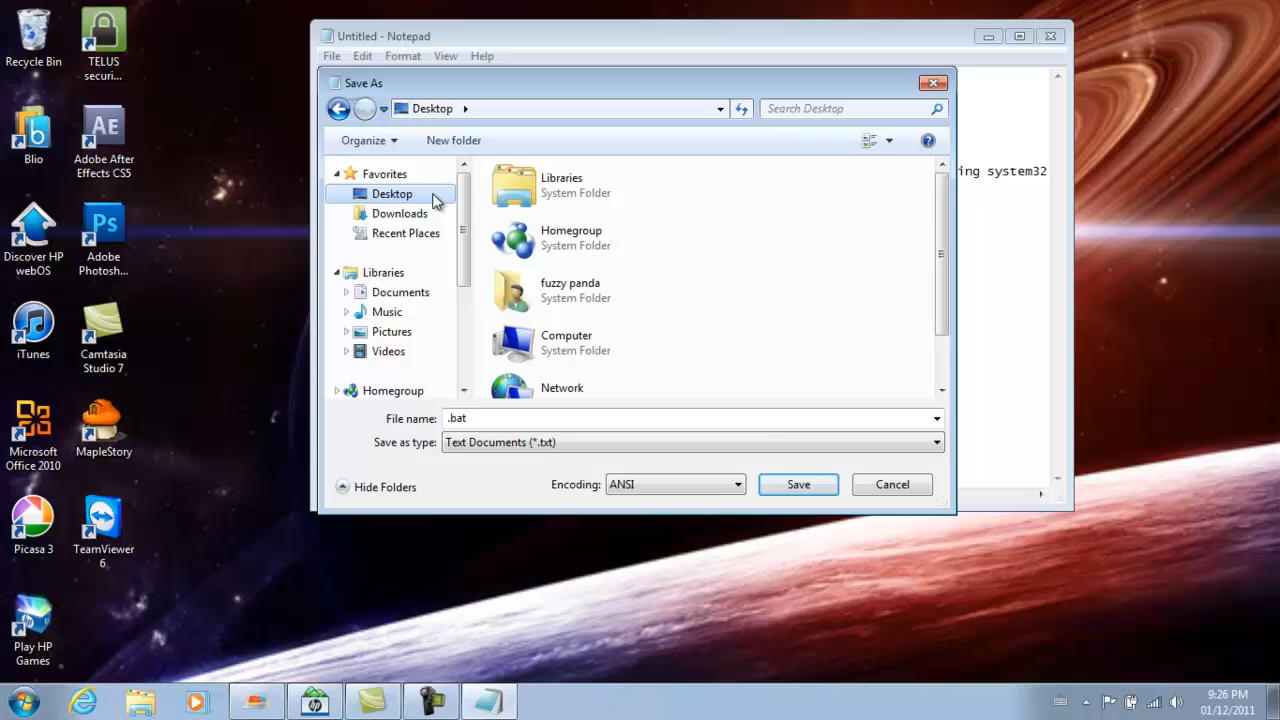 Recycle Bin
TELUS
securi...
Blio
Adobe After
Effects CS5
Discover HP
webOS
Adobe
Photosh...
iTunes
Camtasia
Studio 7
Microsoft
Office 2010
MapleStory
Picasa 3
TeamViewer
6
Play HP
Games
Untitled - Notepad
File Edit Format View Help
ing system32
Save As
Desktop
Search Desktop
Organize New folder
Favorites
Desktop
Downloads
Recent Places
Libraries
Documents
Music
Pictures
Videos
Homegroup
Libraries
System Folder
Homegroup
System Folder
fuzzy panda
System Folder
Computer
System Folder
Network
File name: .bat
Save as type: Text Documents (*.txt)
Hide Folders Encoding: ANSI Save Cancel
9:26 PM
01/12/2011